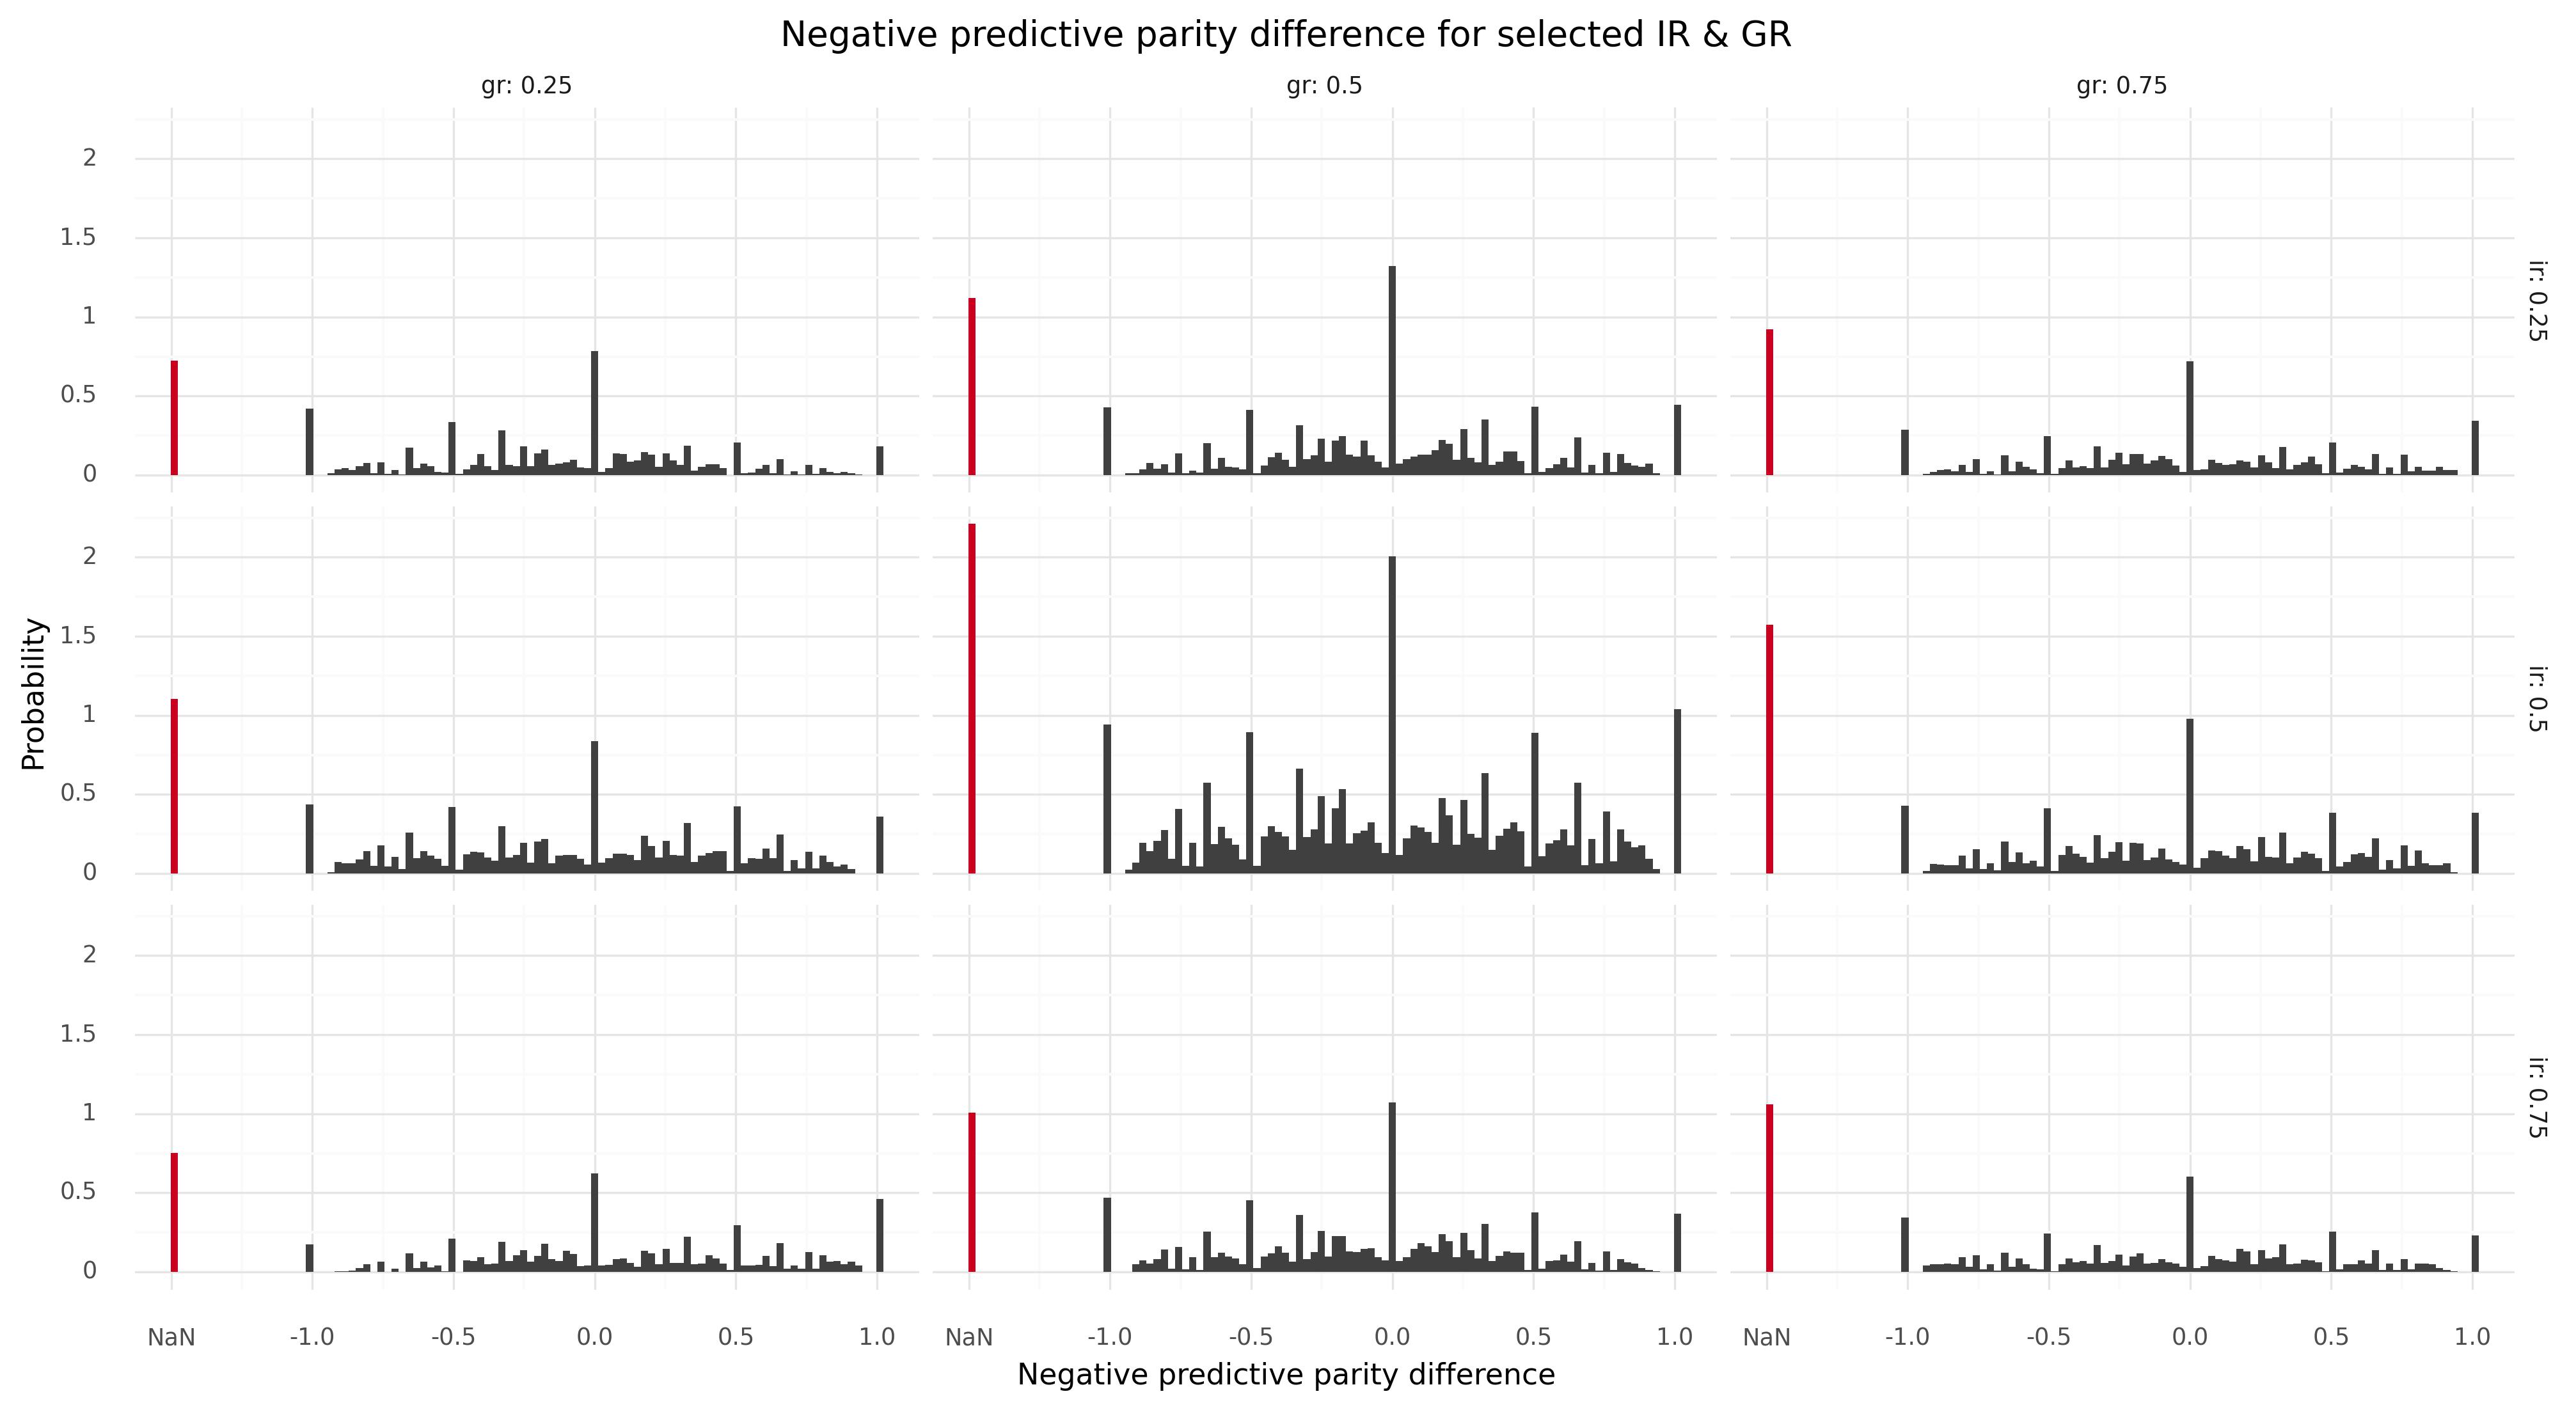 Negative predictive parity difference for selected IR & GR
gr: 0.25
gr: 0.5
gr: 0.75
2
1.5
1
0.5
0
ir: 0.25
2
1.5
1
0.5
0
ir: 0.5
2
1.5
1
0.5
0
ir: 0.75
Probability
NaN -1.0 -0.5 0.0 0.5 1.0
NaN -1.0 -0.5 0.0 0.5 1.0
NaN -1.0 -0.5 0.0 0.5 1.0
Negative predictive parity difference